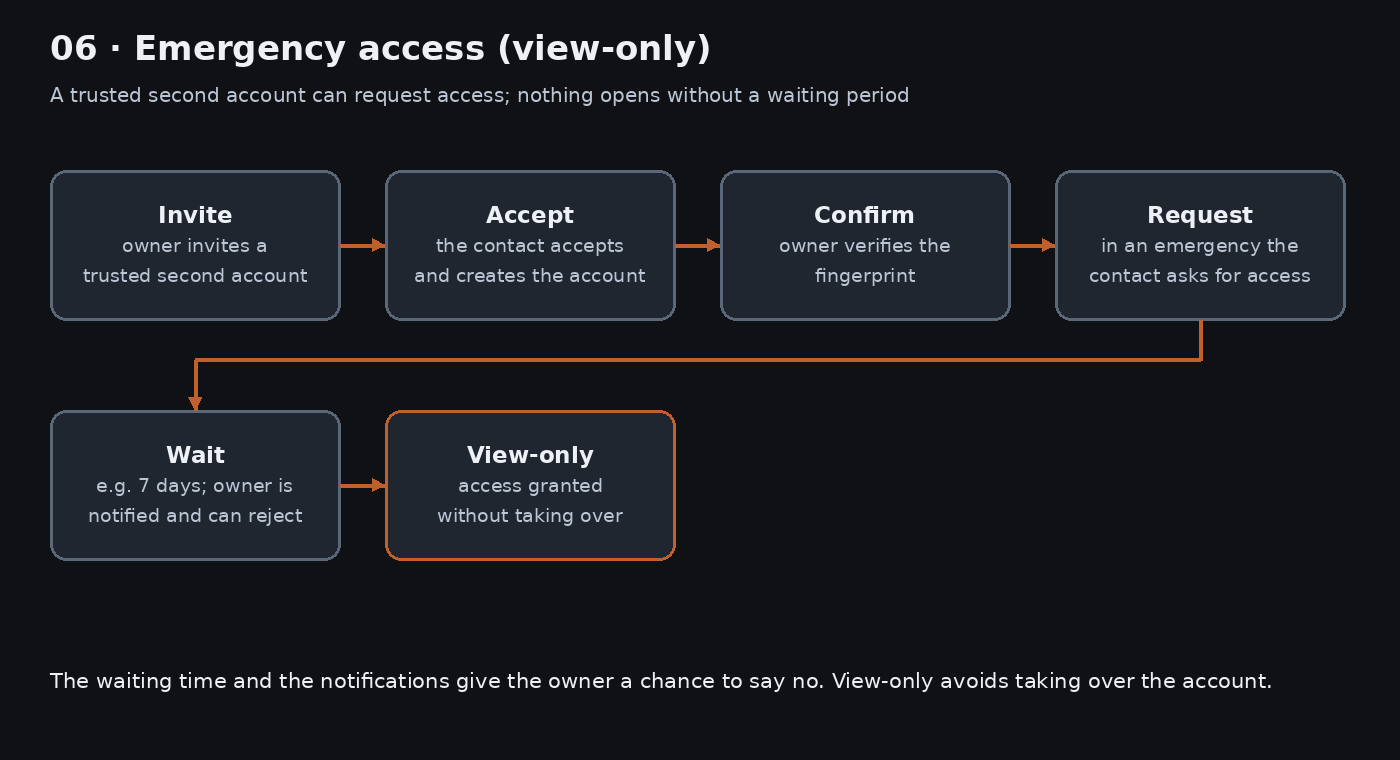 06 · Emergency access (view-only)
A trusted second account can request access; nothing opens without a waiting period
Invite
owner invites a
trusted second account
Accept
the contact accepts
and creates the account
Confirm
owner verifies the
fingerprint
Request
in an emergency the
contact asks for access
Wait
e.g. 7 days; owner is
notified and can reject
View-only
access granted
without taking over
The waiting time and the notifications give the owner a chance to say no. View-only avoids taking over the account.